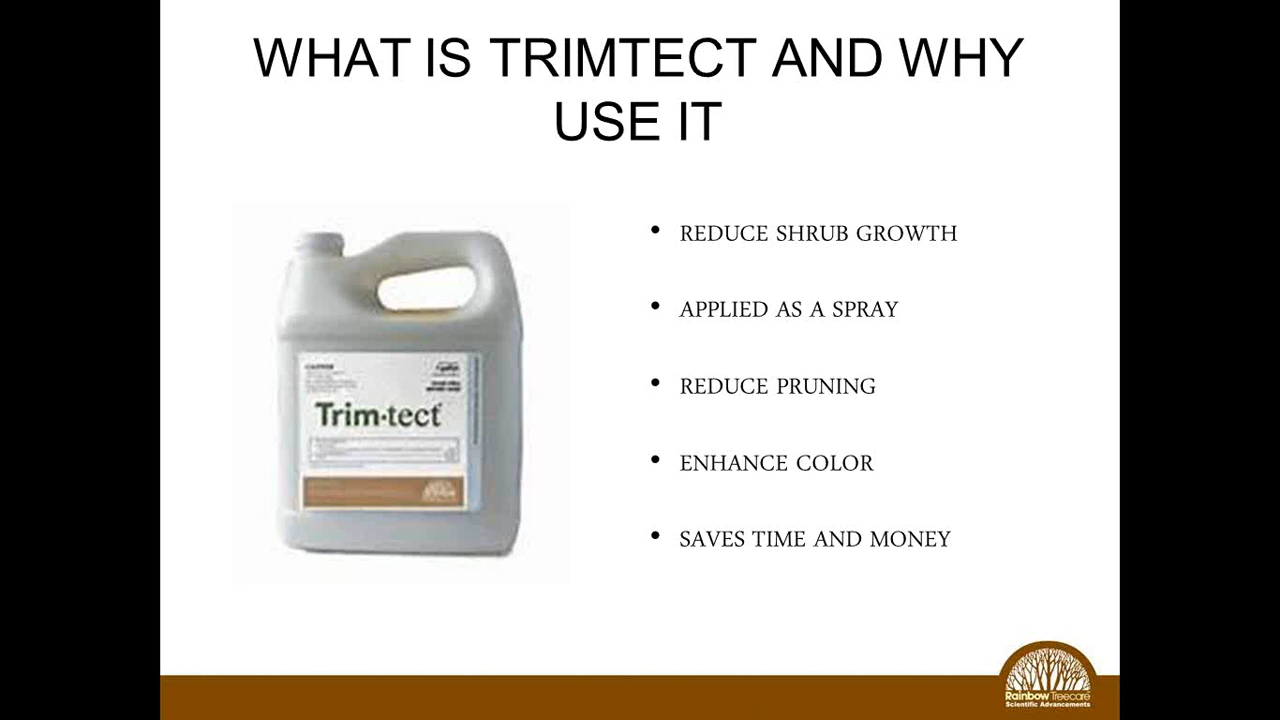 WHAT IS TRIMTECT AND WHY
USE IT
• REDUCE SHRUB GROWTH
• APPLIED AS A SPRAY
• REDUCE PRUNING
• ENHANCE COLOR
• SAVES TIME AND MONEY
CAUTION
Trim·tect
Rainbow Treecare
Scientific Advancements